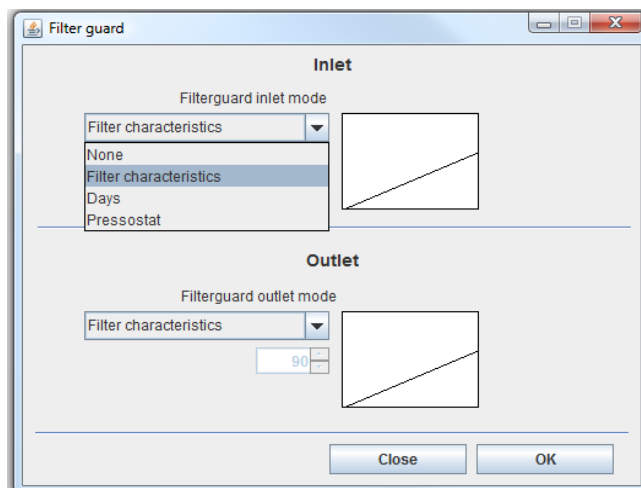 Filter guard
Inlet
Filterguard inlet mode
Filter characteristics
None
Filter characteristics
Days
Pressostat
Outlet
Filterguard outlet mode
Filter characteristics
90
Close OK